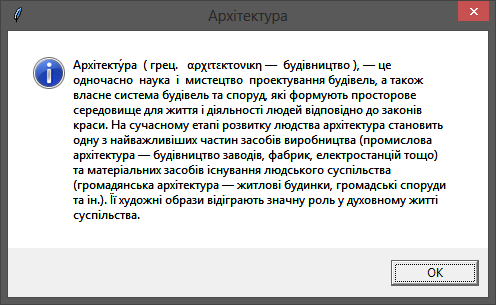 Архітектура
Архітекту́ра ( грец. αρχιτεκτονικη — будівництво ), — це
одночасно наука і мистецтво проектування будівель, а також
власне система будівель та споруд, які формують просторове
середовище для життя і діяльності людей відповідно до законів
краси. На сучасному етапі розвитку людства архітектура становить
одну з найважливіших частин засобів виробництва (промислова
архітектура — будівництво заводів, фабрик, електростанцій тощо)
та матеріальних засобів існування людського суспільства
(громадянська архітектура — житлові будинки, громадські споруди
та ін.). Її художні образи відіграють значну роль у духовному житті
суспільства.
OK